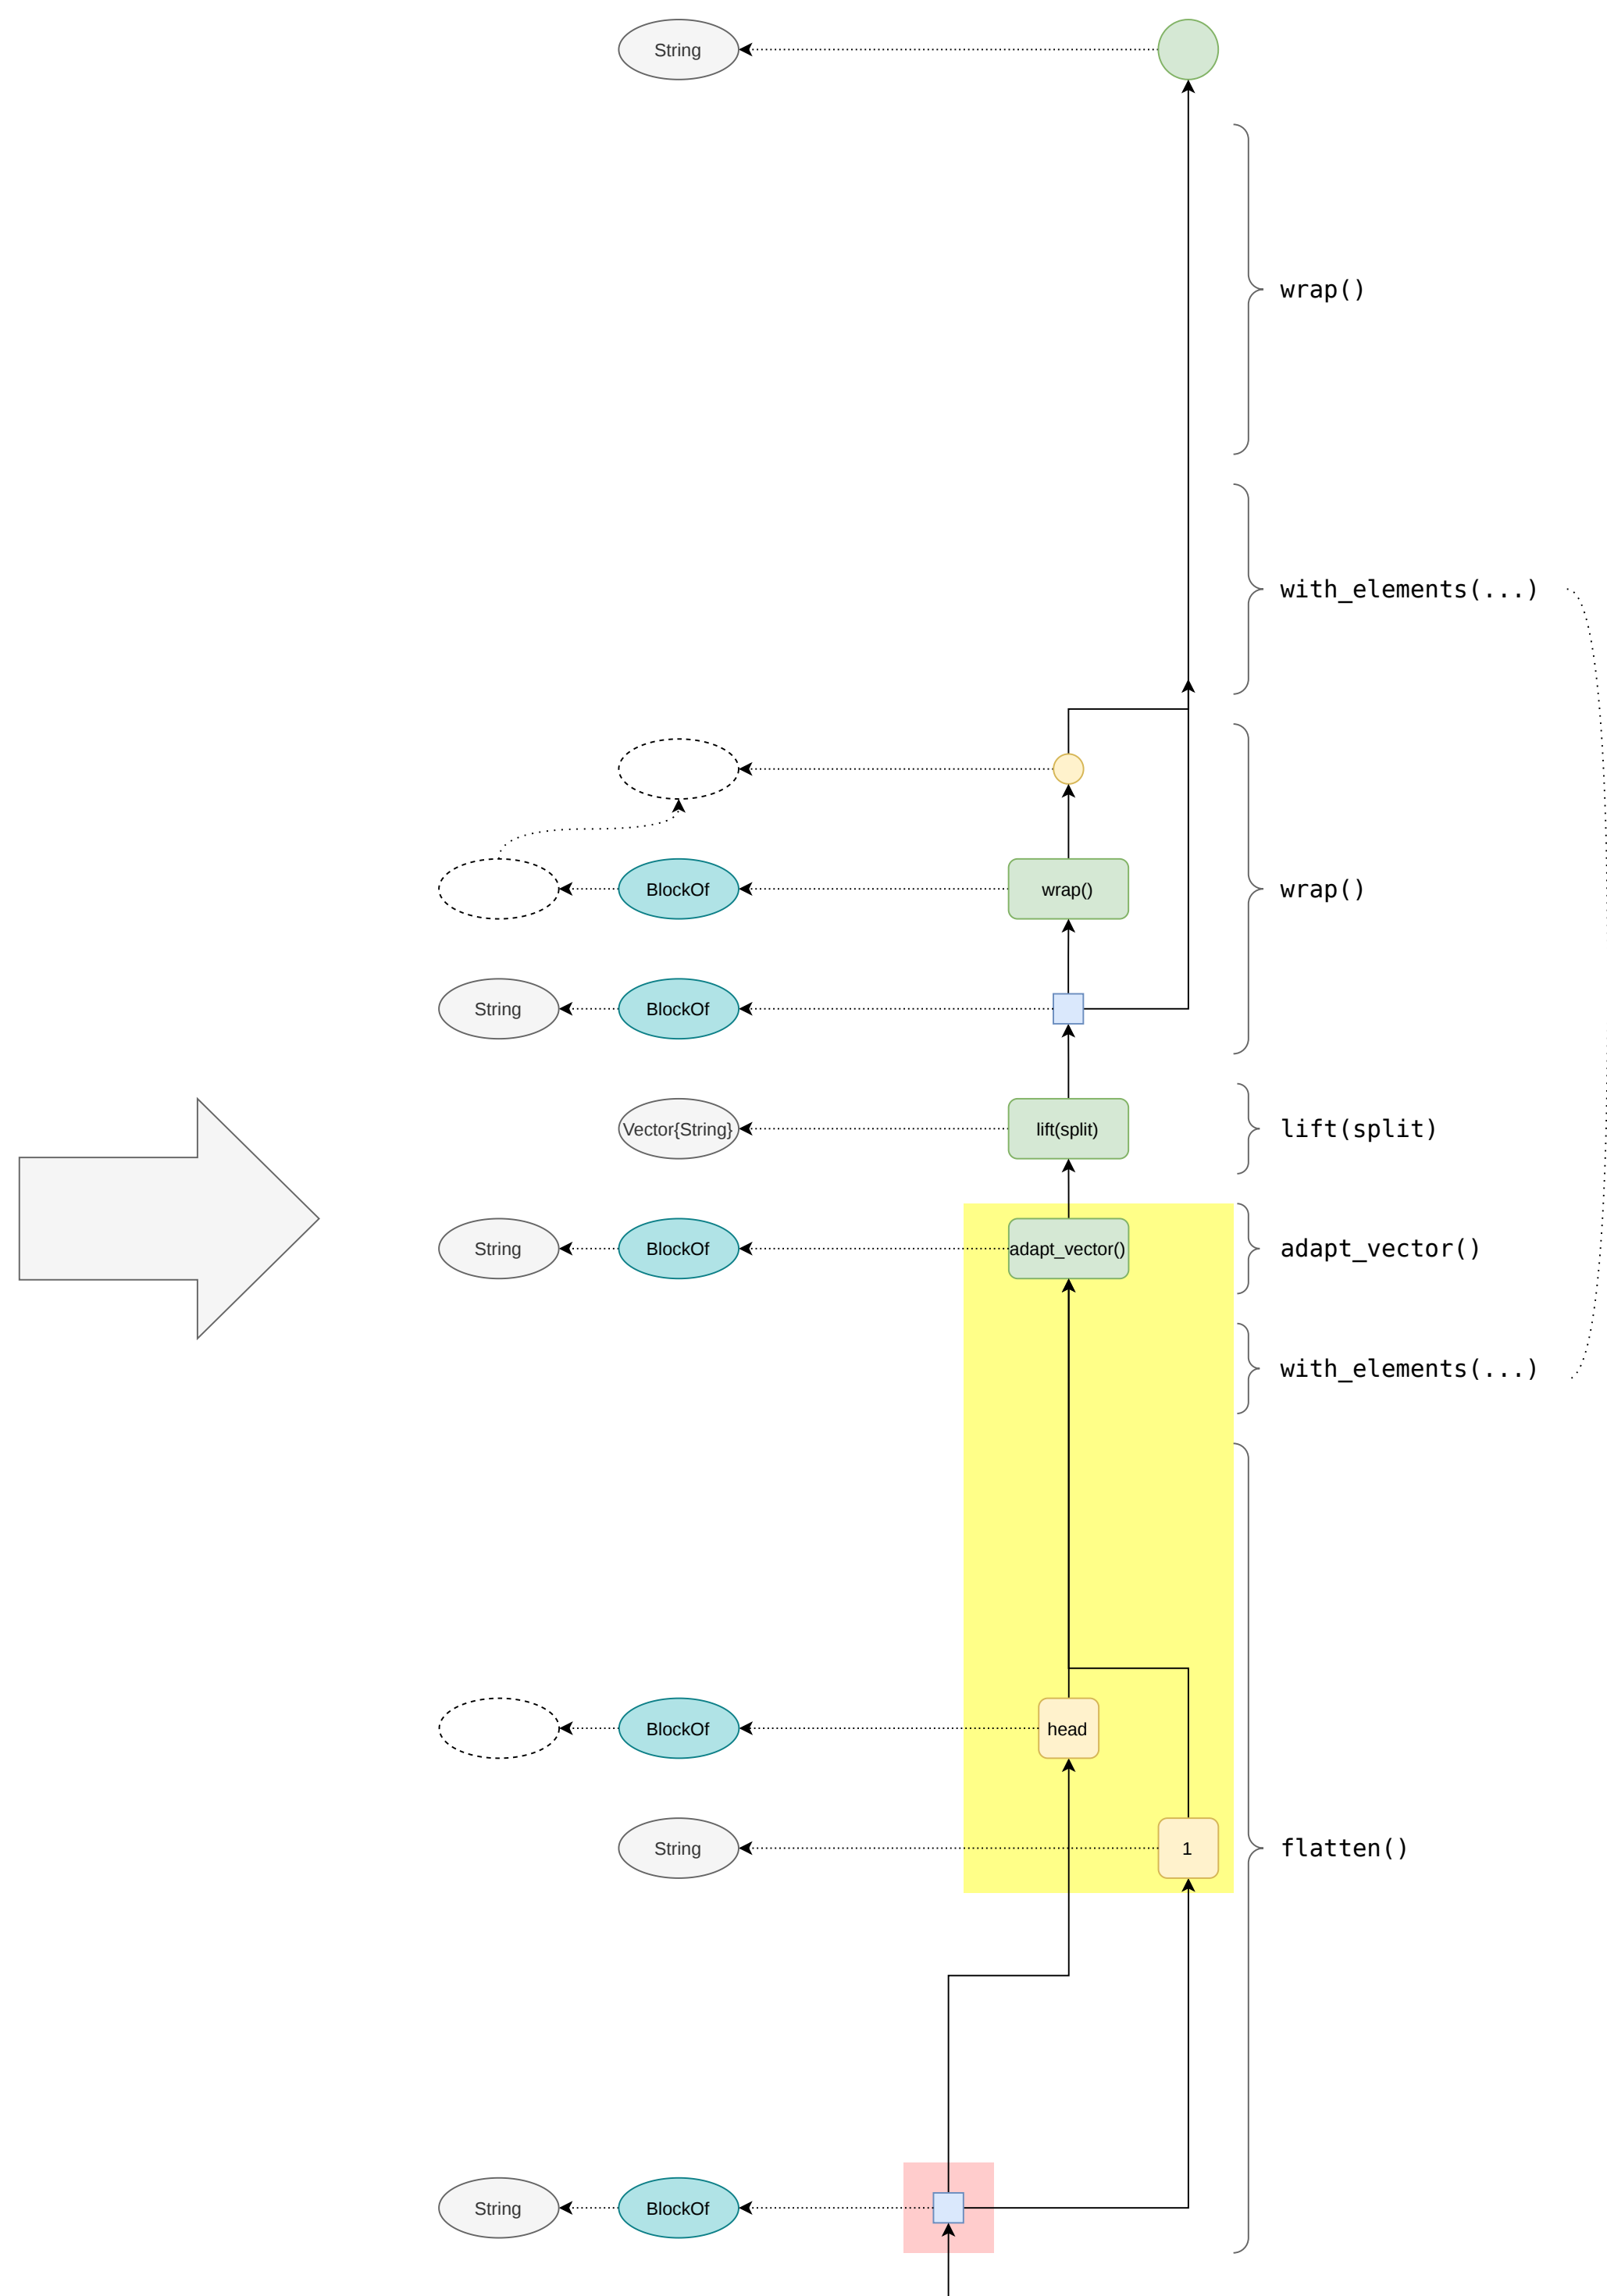 String
wrap()
with_elements(...)
BlockOf
wrap()
wrap()
String
BlockOf
Vector{String}
lift(split)
lift(split)
String
BlockOf
adapt_vector()
adapt_vector()
with_elements(...)
BlockOf
head
String
1
flatten()
String
BlockOf